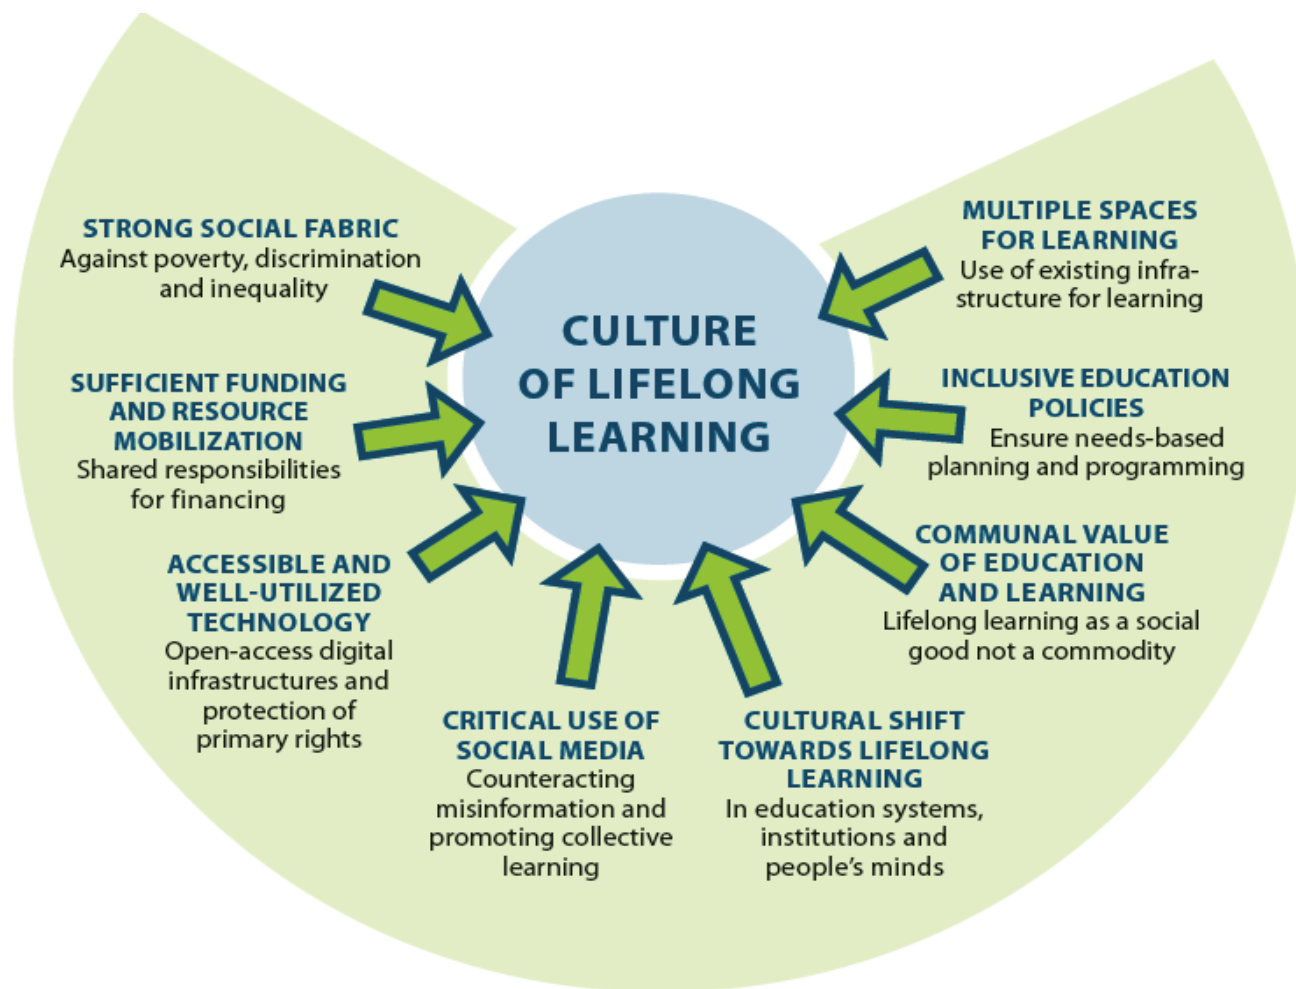 STRONG SOCIAL FABRIC
Against poverty, discrimination
and inequality
SUFFICIENT FUNDING
AND RESOURCE
MOBILIZATION
Shared responsibilities
for financing
ACCESSIBLE AND
WELL-UTILIZED
TECHNOLOGY
Open-access digital
infrastructures and
protection of
primary rights
CRITICAL USE OF
SOCIAL MEDIA
Counteracting
misinformation and
promoting collective
learning
CULTURE
OF LIFELONG
LEARNING
CULTURAL SHIFT
TOWARDS LIFELONG
LEARNING
In education systems,
institutions and
people's minds
COMMUNAL VALUE
OF EDUCATION
AND LEARNING
Lifelong learning as a social
good not a commodity
INCLUSIVE EDUCATION
POLICIES
Ensure needs-based
planning and programming
MULTIPLE SPACES
FOR LEARNING
Use of existing infra-
structure for learning